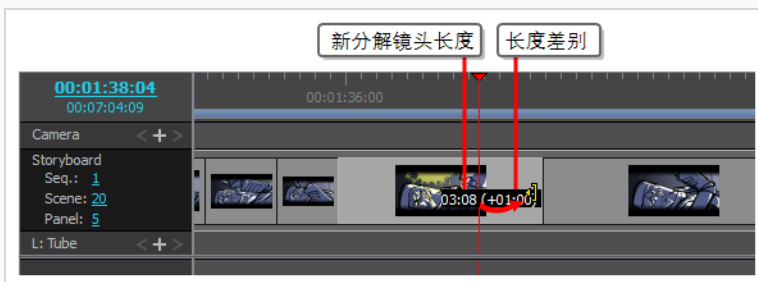 新分解镜头长度
长度差别
00:01:38:04
00:07:04:09
00:01:36:00
Camera < + >
Storyboard
Seq.: 1
Scene: 20
Panel: 5
03:08 (+01:00)
L: Tube < + >